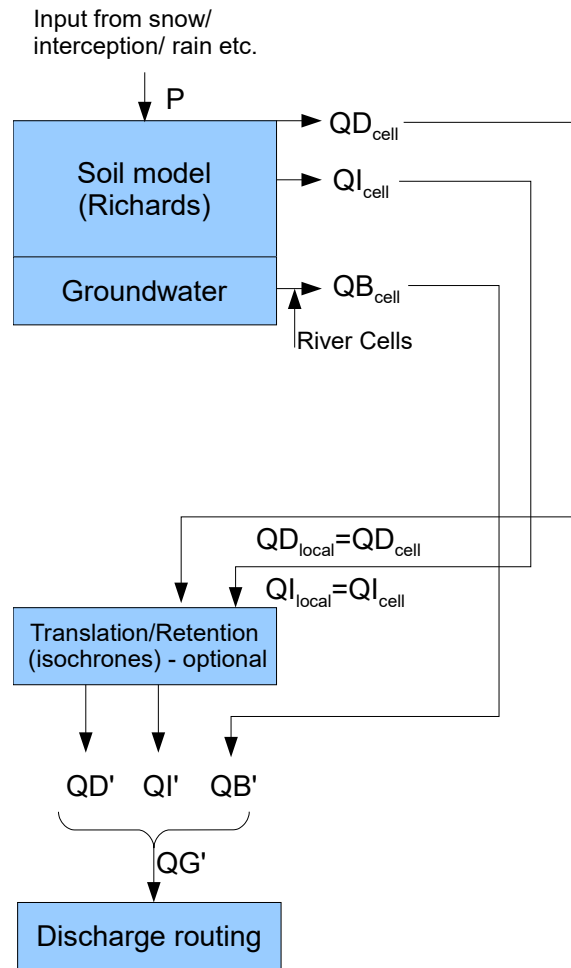 Input from snow/
interception/ rain etc.
P
QDcell
Soil model
(Richards)
QIcell
Groundwater
QBcell
River Cells
QDlocal=QDcell
QIlocal=QIcell
Translation/Retention
(isochrones) - optional
QD' QI' QB'
QG'
Discharge routing